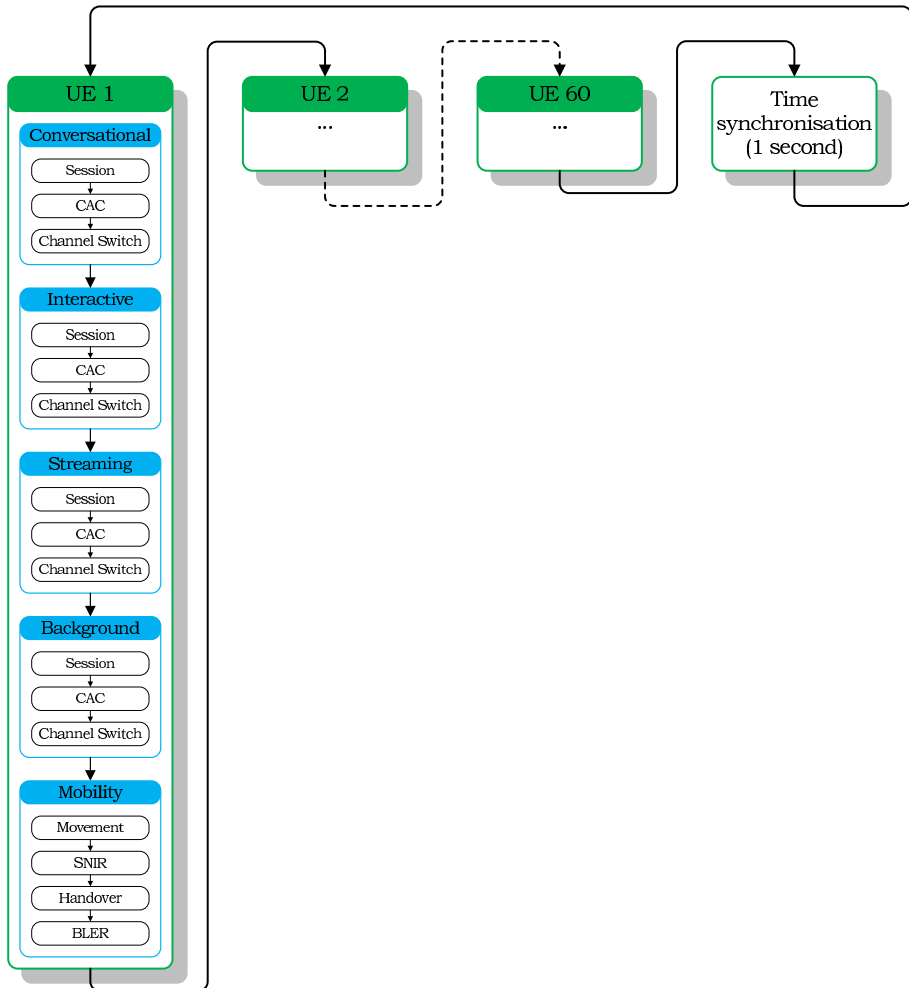 UE 1
Conversational
Session
CAC
Channel Switch
Interactive
Session
CAC
Channel Switch
Streaming
Session
CAC
Channel Switch
Background
Session
CAC
Channel Switch
Mobility
Movement
SNIR
Handover
BLER
UE 2
...
UE 60
...
Time
synchronisation
(1 second)